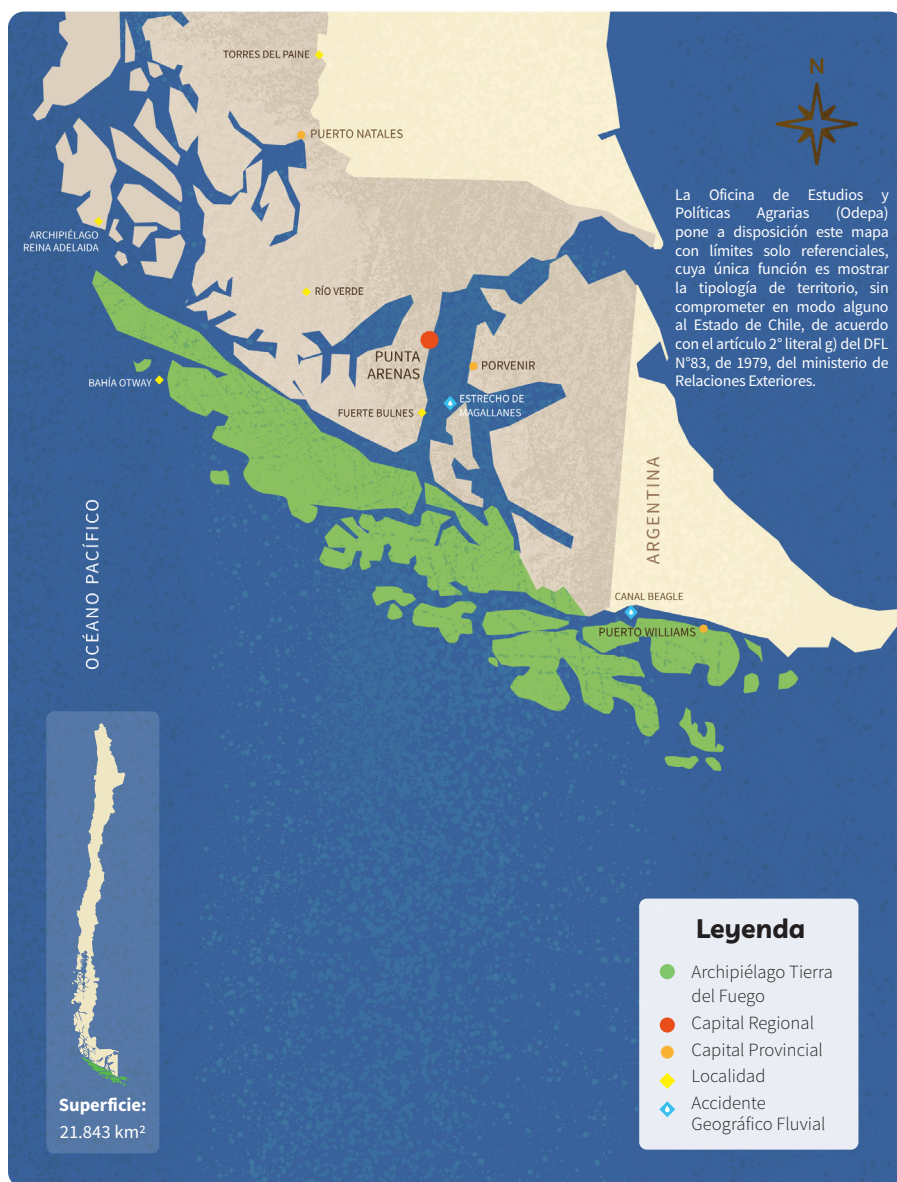 TORRES DEL PAINE
N
PUERTO NATALES
La Oficina de Estudios y
Políticas Agrarias (Odepa)
pone a disposición este mapa
con límites solo referenciales,
cuya única función es mostrar
la tipología de territorio, sin
comprometer en modo alguno
al Estado de Chile, de acuerdo
con el artículo 2° literal g) del DFL
N°83, de 1979, del ministerio de
Relaciones Exteriores.
ARCHIPIÉLAGO
REINA ADELAIDA
RÍO VERDE
PUNTA
ARENAS
PORVENIR
BAHÍA OTWAY
ESTRECHO DE
MAGALLANES
FUERTE BULNES
ARGENTINA
OCÉANO PACÍFICO
CANAL BEAGLE
PUERTO WILLIAMS
Superficie:
21.843 km²
Leyenda
Archipiélago Tierra
del Fuego
Capital Regional
Capital Provincial
Localidad
Accidente
Geográfico Fluvial